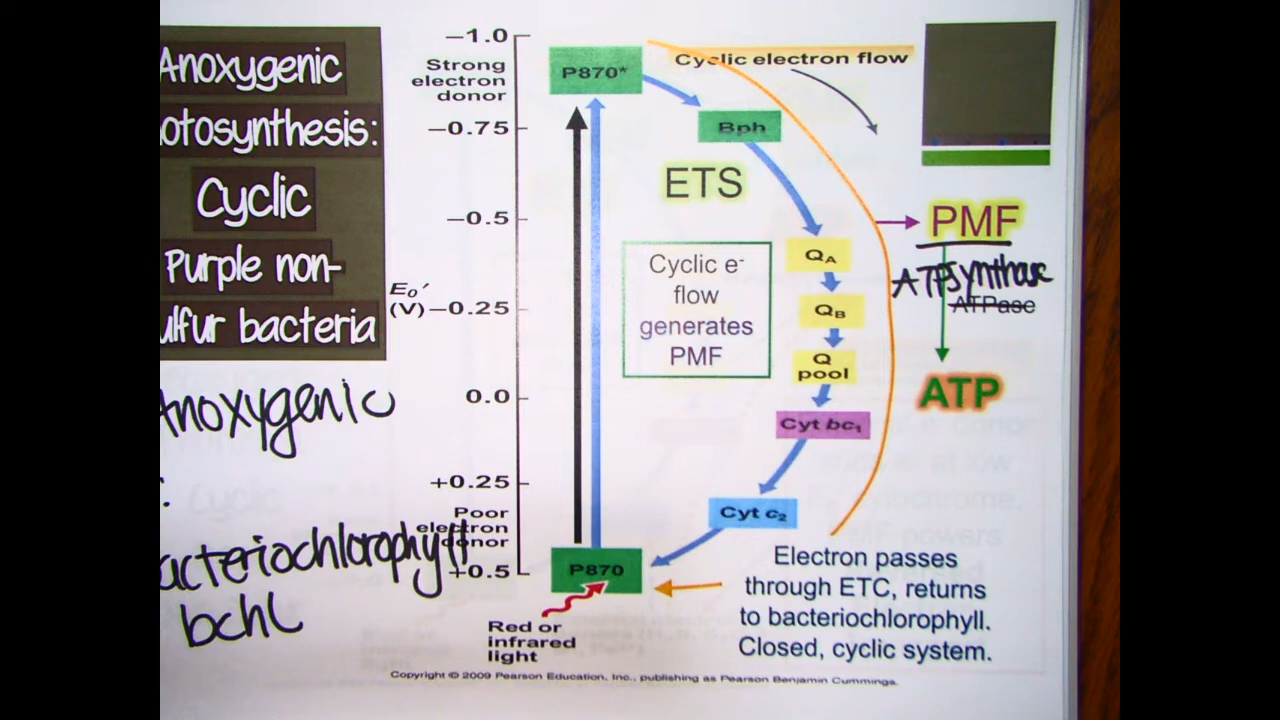 Anoxygenic
otosynthesis:
Cyclic
Purple non-
ulfur bacteria
Anoxygenic
:
acteriochlorophyll
bchl
−1.0
Strong
electron
donor
−0.75
−0.5
E₀′
(V)
−0.25
0.0
+0.25
Poor
electron
donor
+0.5
P870*
Cyclic electron flow
Bph
ETS
Cyclic e⁻
flow
generates
PMF
QA
QB
Q
pool
Cyt bc₁
Cyt c₂
P870
Red or
infrared
light
PMF
ATPsynthase
ATPase
ATP
Electron passes
through ETC, returns
to bacteriochlorophyll.
Closed, cyclic system.
Copyright © 2009 Pearson Education, Inc., publishing as Pearson Benjamin Cummings.